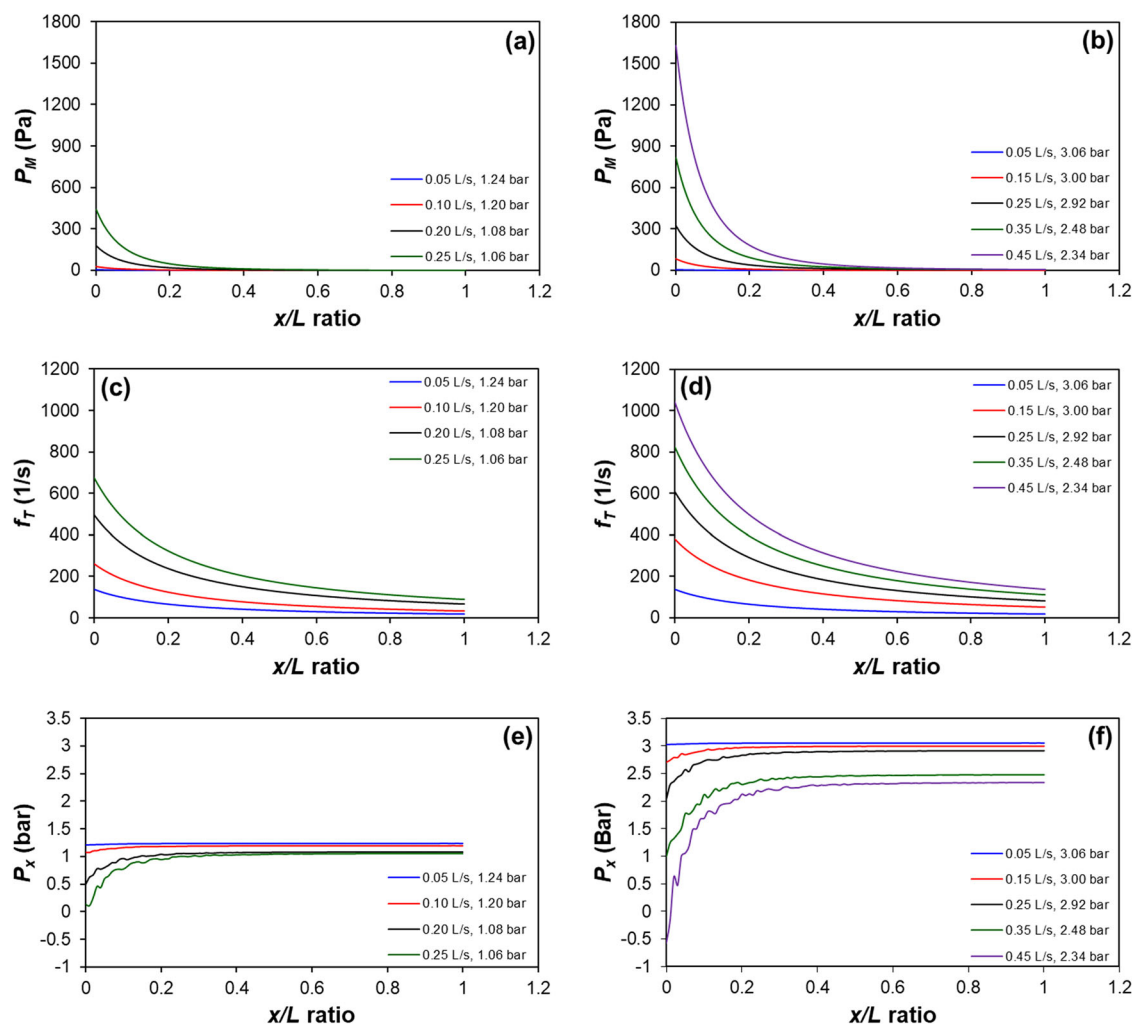 (a)
P_M (Pa)
1800
1500
1200
900
600
300
0
0 0.2 0.4 0.6 0.8 1 1.2
x/L ratio
0.05 L/s, 1.24 bar
0.10 L/s, 1.20 bar
0.20 L/s, 1.08 bar
0.25 L/s, 1.06 bar
(b)
P_M (Pa)
1800
1500
1200
900
600
300
0
0 0.2 0.4 0.6 0.8 1 1.2
x/L ratio
0.05 L/s, 3.06 bar
0.15 L/s, 3.00 bar
0.25 L/s, 2.92 bar
0.35 L/s, 2.48 bar
0.45 L/s, 2.34 bar
(c)
f_T (1/s)
1200
1000
800
600
400
200
0
0 0.2 0.4 0.6 0.8 1 1.2
x/L ratio
0.05 L/s, 1.24 bar
0.10 L/s, 1.20 bar
0.20 L/s, 1.08 bar
0.25 L/s, 1.06 bar
(d)
f_T (1/s)
1200
1000
800
600
400
200
0
0 0.2 0.4 0.6 0.8 1 1.2
x/L ratio
0.05 L/s, 3.06 bar
0.15 L/s, 3.00 bar
0.25 L/s, 2.92 bar
0.35 L/s, 2.48 bar
0.45 L/s, 2.34 bar
(e)
P_x (bar)
3.5
3
2.5
2
1.5
1
0.5
0
-0.5
-1
0 0.2 0.4 0.6 0.8 1 1.2
x/L ratio
0.05 L/s, 1.24 bar
0.10 L/s, 1.20 bar
0.20 L/s, 1.08 bar
0.25 L/s, 1.06 bar
(f)
P_x (Bar)
3.5
3
2.5
2
1.5
1
0.5
0
-0.5
-1
0 0.2 0.4 0.6 0.8 1 1.2
x/L ratio
0.05 L/s, 3.06 bar
0.15 L/s, 3.00 bar
0.25 L/s, 2.92 bar
0.35 L/s, 2.48 bar
0.45 L/s, 2.34 bar